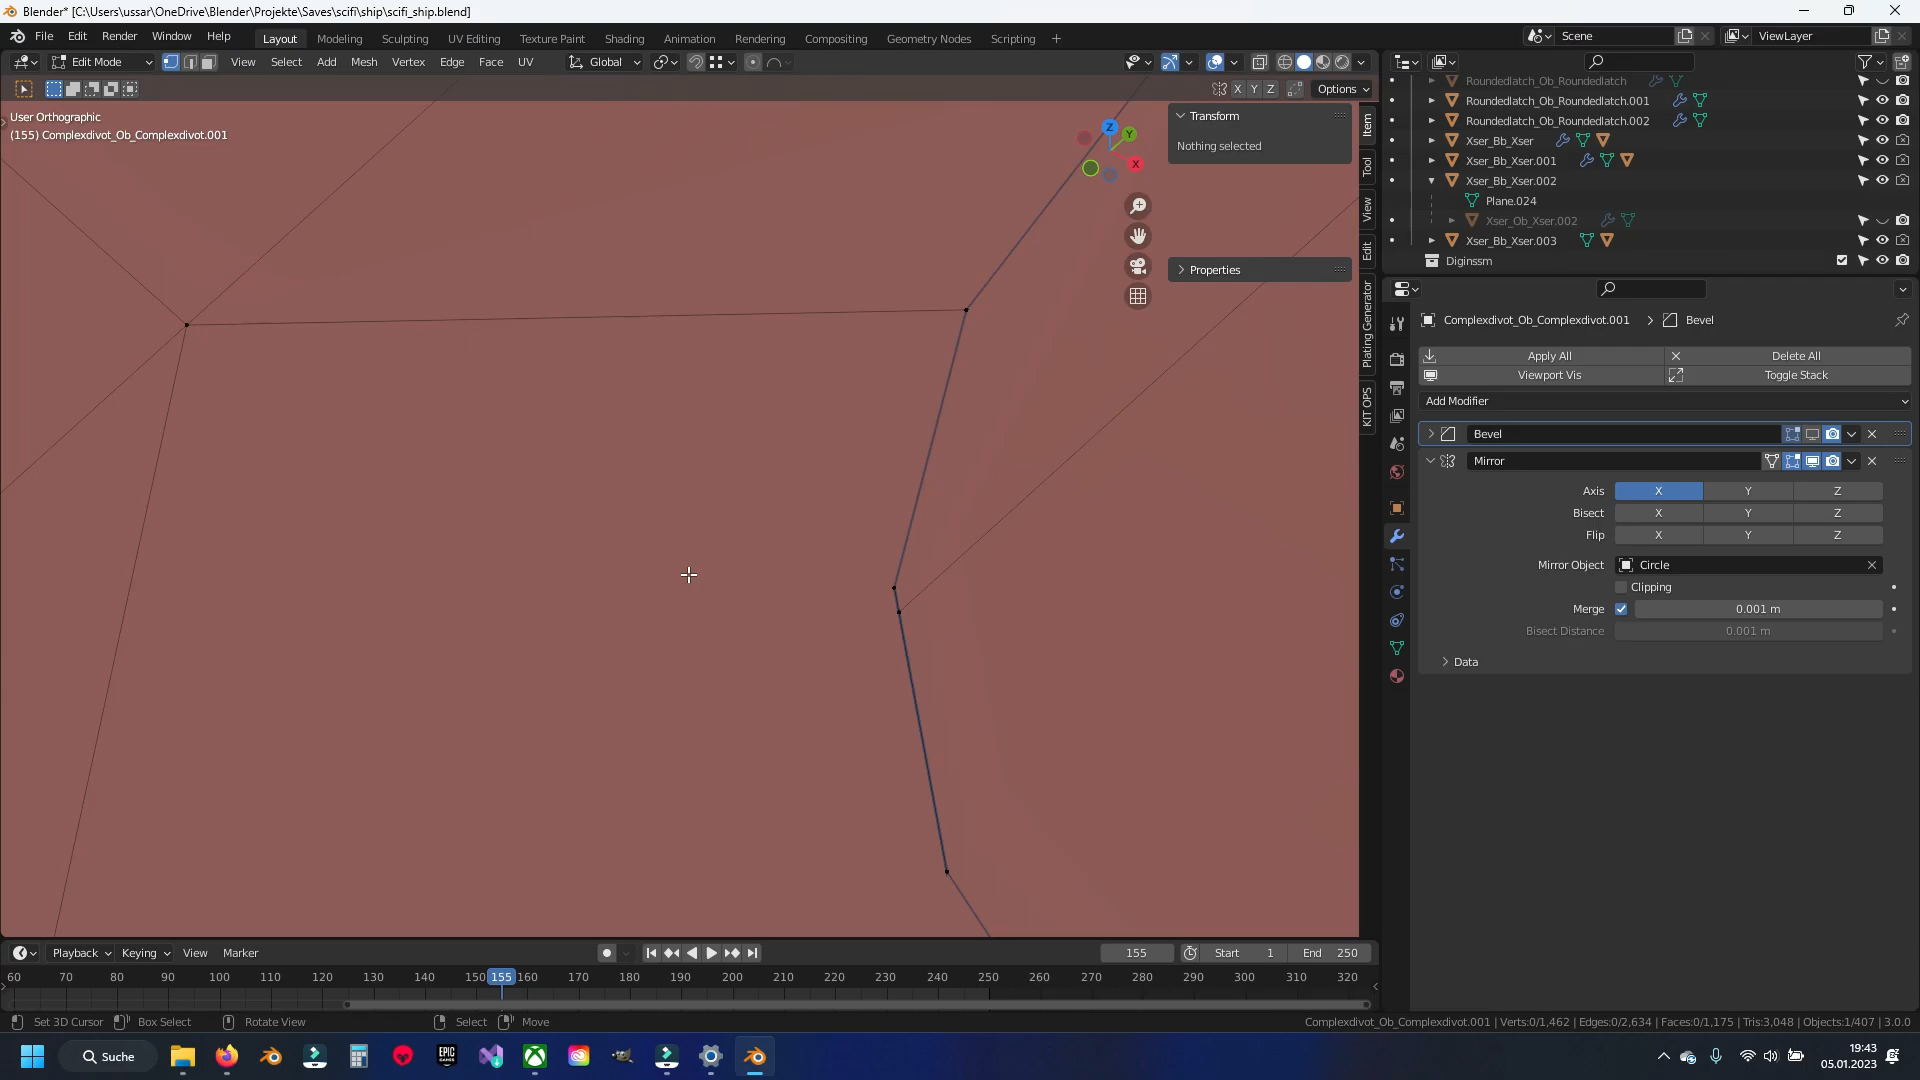 Blender* [C:\Users\ussar\OneDrive\Blender\Projekte\Saves\scifi\ship\scifi_ship.blend]
File Edit Render Window Help Layout Modeling Sculpting UV Editing Texture Paint Shading Animation Rendering Compositing Geometry Nodes Scripting + Scene ViewLayer
Edit Mode View Select Add Mesh Vertex Edge Face UV Global
X Y Z Options
User Orthographic
(155) Complexdivot_Ob_Complexdivot.001
Z Y X
Transform
Nothing selected
Properties
Item
Tool
View
Edit
Plating Generator
KIT OPS
Roundedlatch_Ob_Roundedlatch
Roundedlatch_Ob_Roundedlatch.001
Roundedlatch_Ob_Roundedlatch.002
Xser_Bb_Xser
Xser_Bb_Xser.001
Xser_Bb_Xser.002
Plane.024
Xser_Ob_Xser.002
Xser_Bb_Xser.003
Diginssm
Complexdivot_Ob_Complexdivot.001 Bevel
Apply All Delete All
Viewport Vis Toggle Stack
Add Modifier
Bevel
Mirror
Axis X Y Z
Bisect X Y Z
Flip X Y Z
Mirror Object Circle
Clipping
Merge 0.001 m
Bisect Distance 0.001 m
Data
Playback Keying View Marker 155 Start 1 End 250
60 70 80 90 100 110 120 130 140 150 155 160 170 180 190 200 210 220 230 240 250 260 270 280 290 300 310 320
Set 3D Cursor Box Select Rotate View Select Move Complexdivot_Ob_Complexdivot.001 | Verts:0/1,462 | Edges:0/2,634 | Faces:0/1,175 | Tris:3,048 | Objects:1/407 | 3.0.0
Suche EPIC GAMES 19:43
05.01.2023